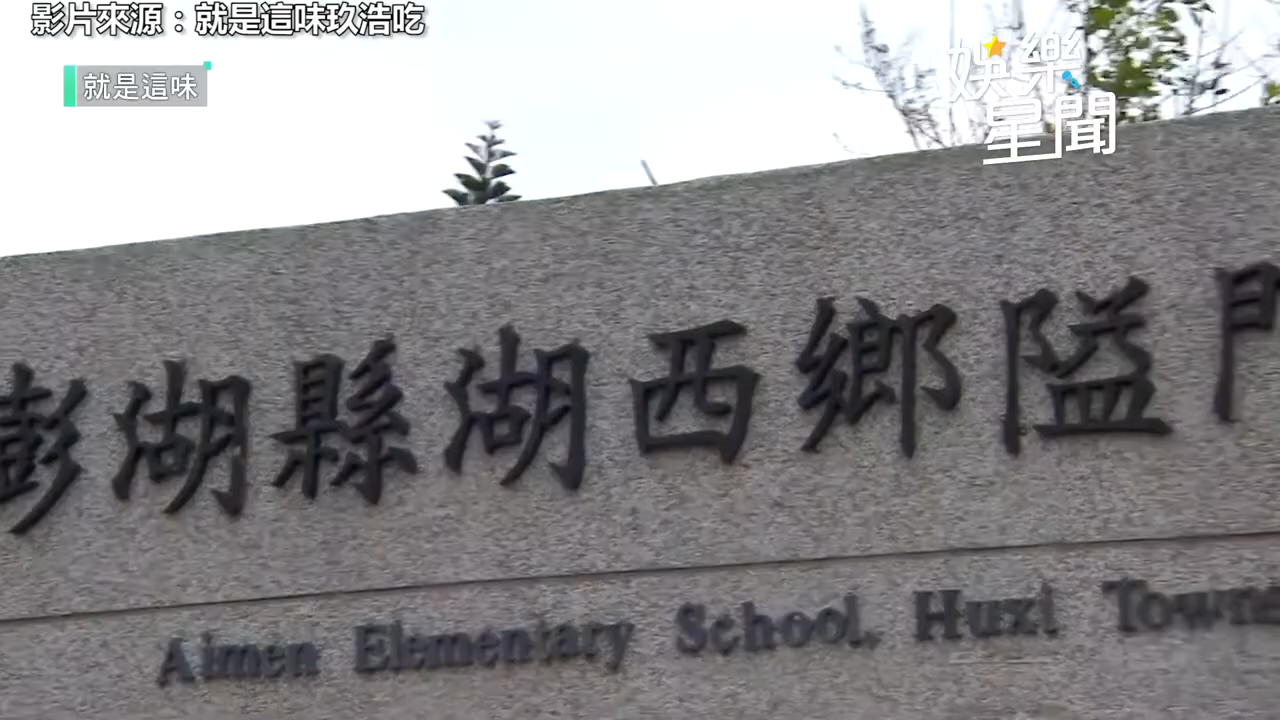 影片來源：就是這味玖浩吃
就是這味
娛樂
星聞
澎湖縣湖西鄉隘門
Aimen Elementary School, Huxi Towns